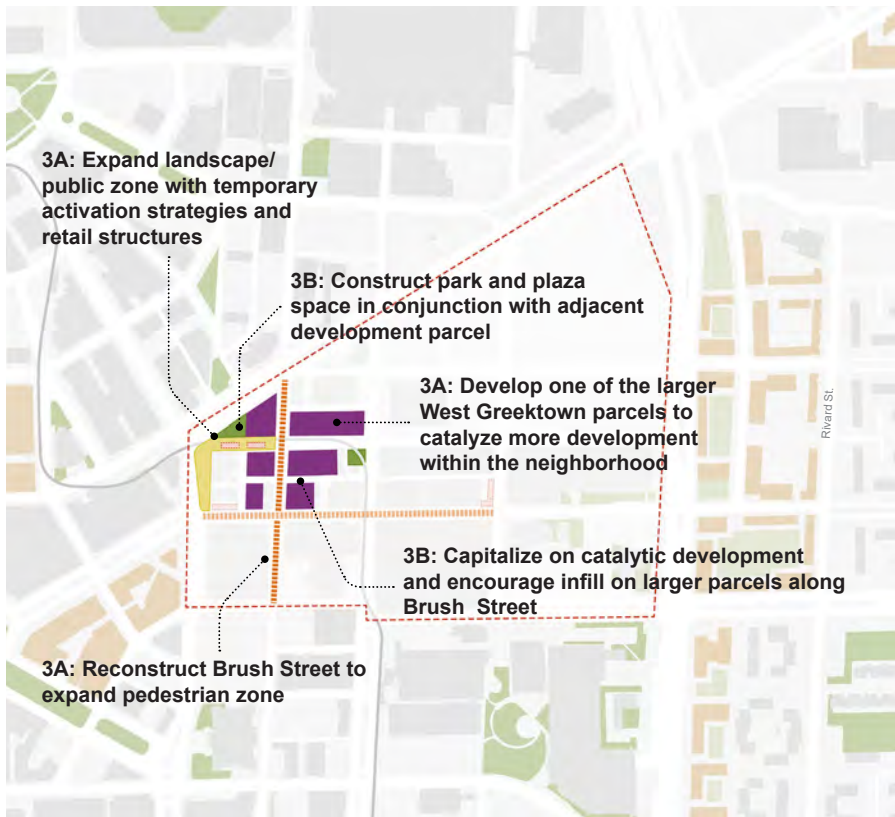 3A: Expand landscape/
public zone with temporary
activation strategies and
retail structures
3B: Construct park and plaza
space in conjunction with adjacent
development parcel
3A: Develop one of the larger
West Greektown parcels to
catalyze more development
within the neighborhood
Rivard St.
3B: Capitalize on catalytic development
and encourage infill on larger parcels along
Brush Street
3A: Reconstruct Brush Street to
expand pedestrian zone